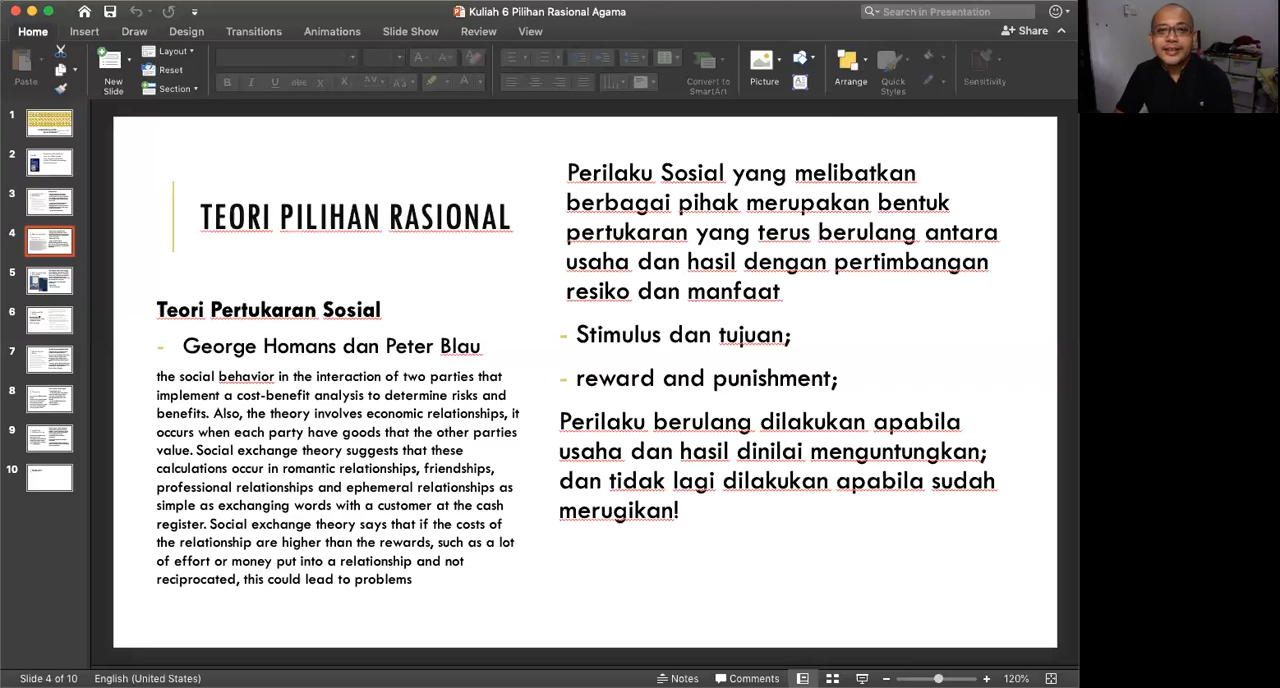 Kuliah 6 Pilihan Rasional Agama
Search in Presentation
Home
Insert
Draw
Design
Transitions
Animations
Slide Show
Review
View
Share
Paste
New
Slide
Layout
Reset
Section
Convert to
SmartArt
Picture
Arrange
Quick
Styles
Sensitivity
1
2
3
4
5
6
7
8
9
10
TEORI PILIHAN RASIONAL
Teori Pertukaran Sosial
- George Homans dan Peter Blau
the social behavior in the interaction of two parties that
implement a cost-benefit analysis to determine risks and
benefits. Also, the theory involves economic relationships, it
occurs when each party have goods that the other parties
value. Social exchange theory suggests that these
calculations occur in romantic relationships, friendships,
professional relationships and ephemeral relationships as
simple as exchanging words with a customer at the cash
register. Social exchange theory says that if the costs of
the relationship are higher than the rewards, such as a lot
of effort or money put into a relationship and not
reciprocated, this could lead to problems
Perilaku Sosial yang melibatkan
berbagai pihak merupakan bentuk
pertukaran yang terus berulang antara
usaha dan hasil dengan pertimbangan
resiko dan manfaat
- Stimulus dan tujuan;
- reward and punishment;
Perilaku berulang dilakukan apabila
usaha dan hasil dinilai menguntungkan;
dan tidak lagi dilakukan apabila sudah
merugikan!
Slide 4 of 10
English (United States)
Notes
Comments
120%